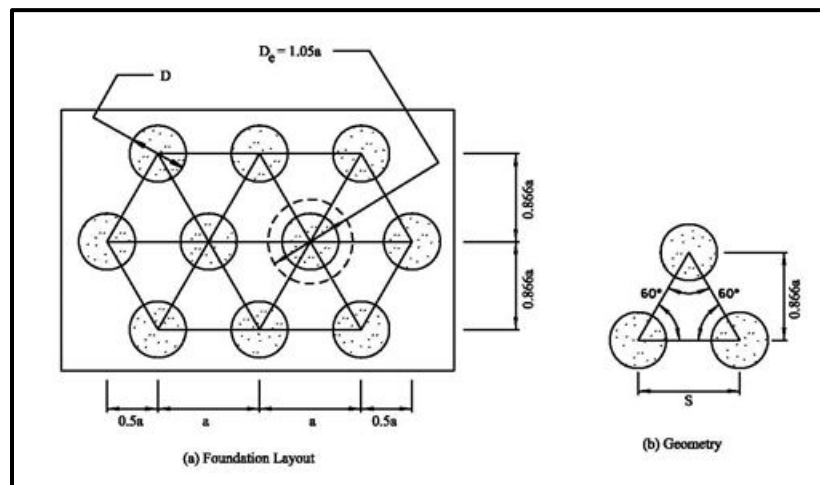 Dₑ = 1.05a
D
0.866a
0.866a
0.5a
a
a
0.5a
(a) Foundation Layout
60°
60°
0.866a
S
(b) Geometry